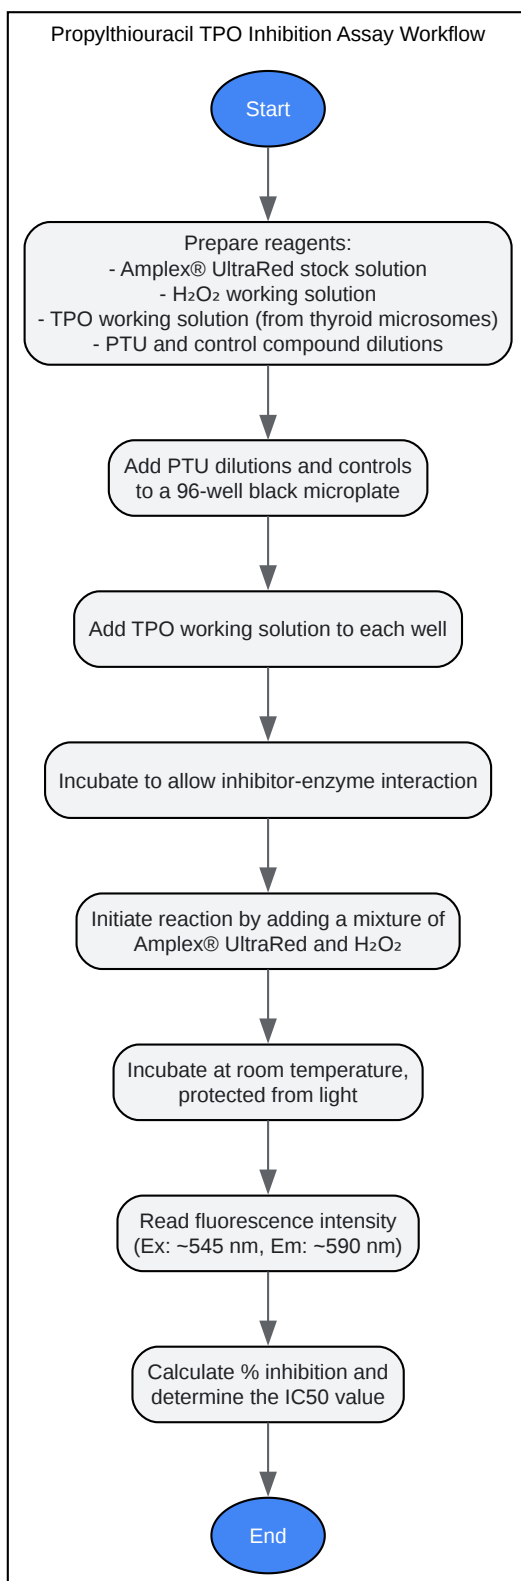 Propylthiouracil TPO Inhibition Assay Workflow
Start
Prepare reagents:
- Amplex® UltraRed stock solution
- H₂O₂ working solution
- TPO working solution (from thyroid microsomes)
- PTU and control compound dilutions
Add PTU dilutions and controls
to a 96-well black microplate
Add TPO working solution to each well
Incubate to allow inhibitor-enzyme interaction
Initiate reaction by adding a mixture of
Amplex® UltraRed and H₂O₂
Incubate at room temperature,
protected from light
Read fluorescence intensity
(Ex: ~545 nm, Em: ~590 nm)
Calculate % inhibition and
determine the IC50 value
End